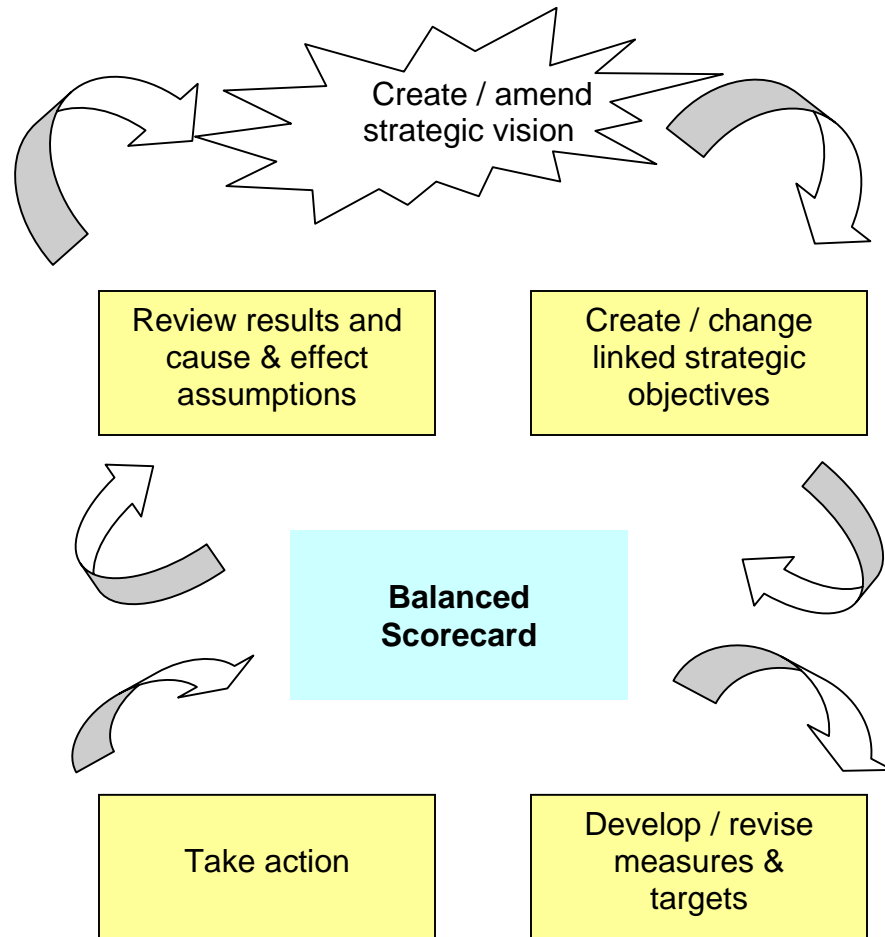 Create / amend
strategic vision
Review results and
cause & effect
assumptions
Create / change
linked strategic
objectives
Balanced
Scorecard
Take action
Develop / revise
measures &
targets